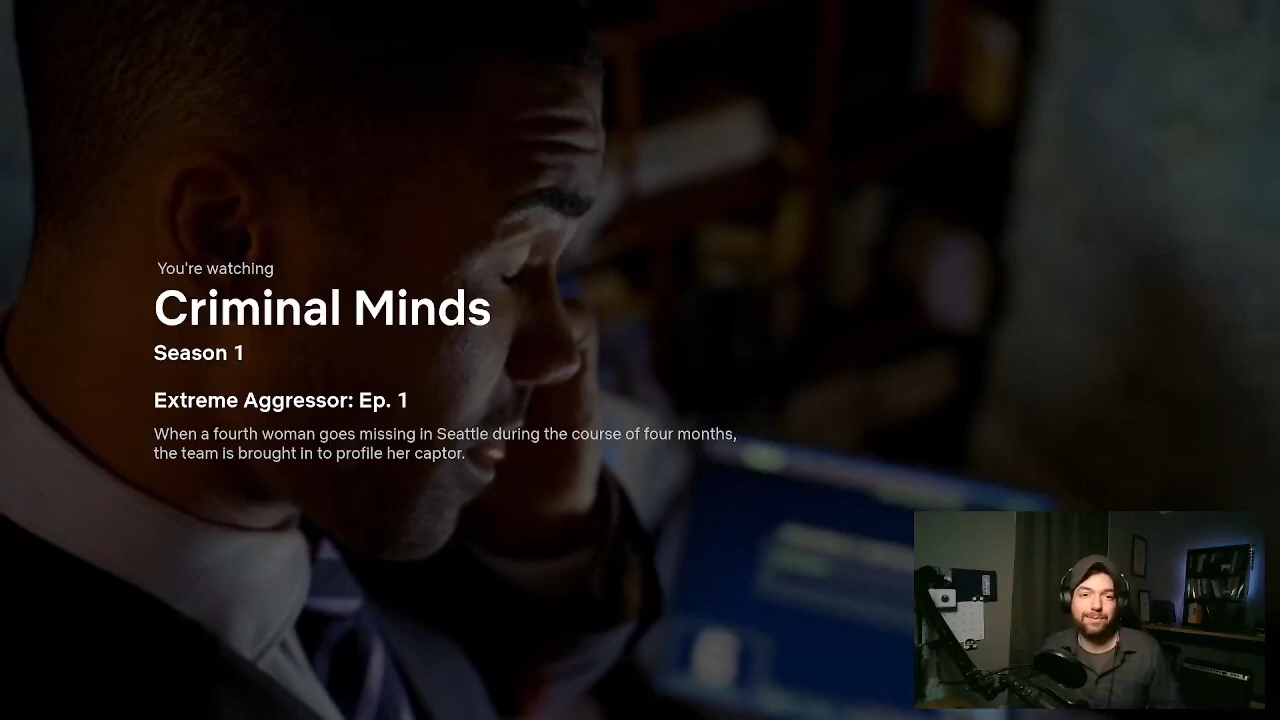 You're watching
Criminal Minds
Season 1
Extreme Aggressor: Ep. 1
When a fourth woman goes missing in Seattle during the course of four months,
the team is brought in to profile her captor.